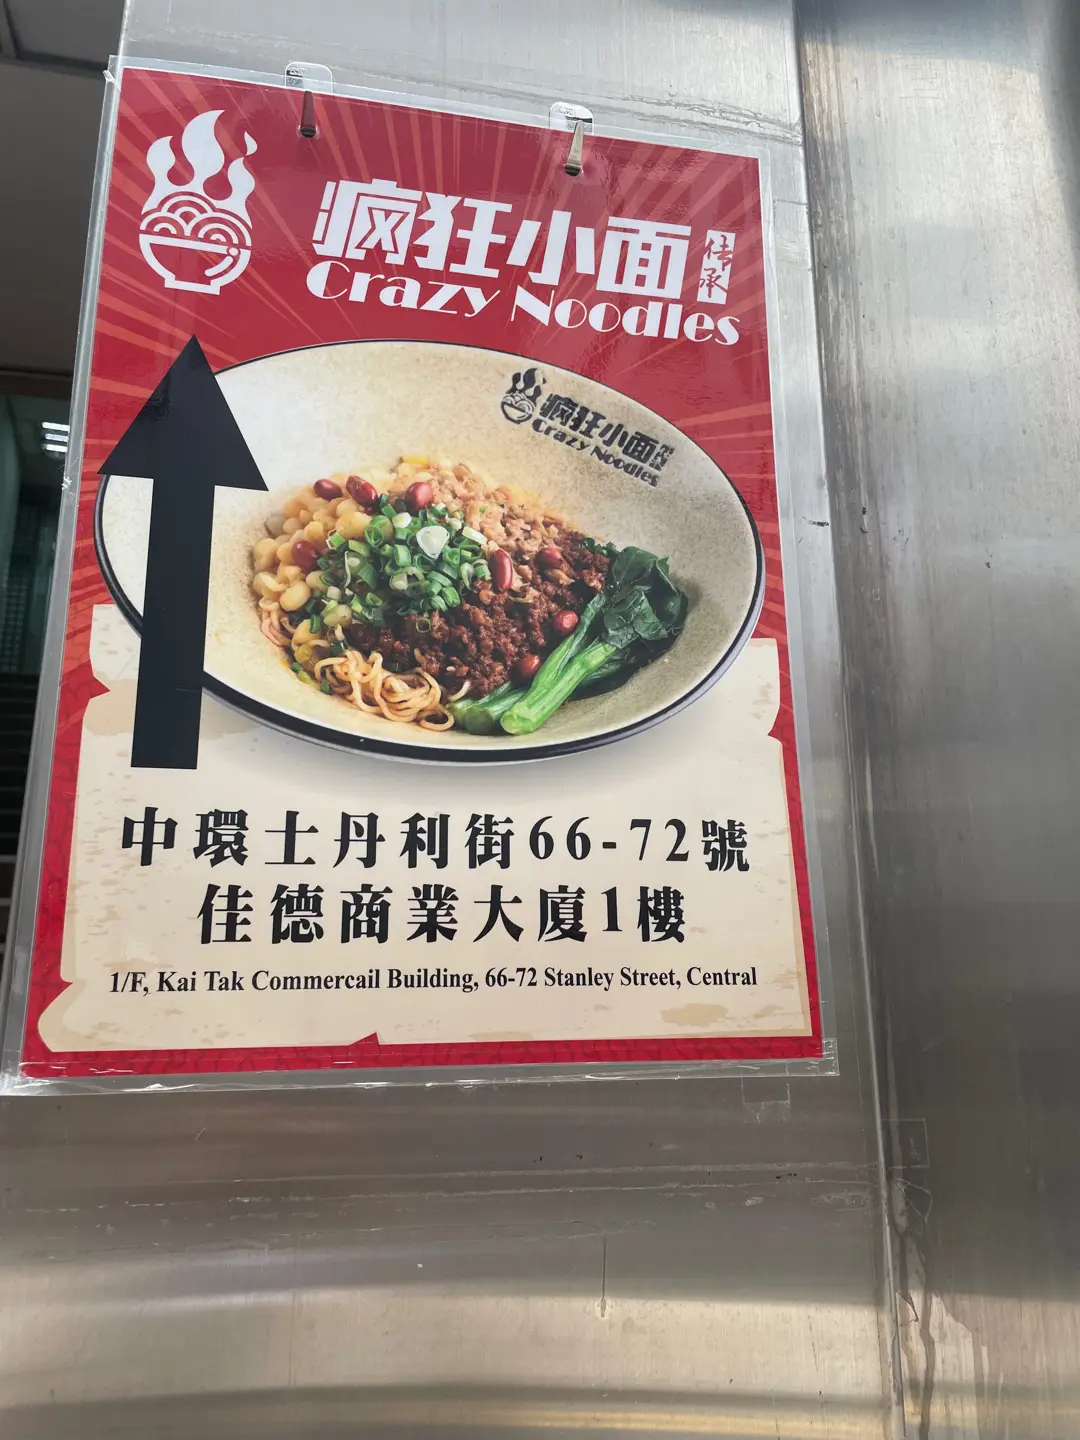 疯狂小面
传承
Crazy Noodles
疯狂小面
Crazy Noodles
中環士丹利街66-72號
佳德商業大廈1樓
1/F, Kai Tak Commercail Building, 66-72 Stanley Street, Central